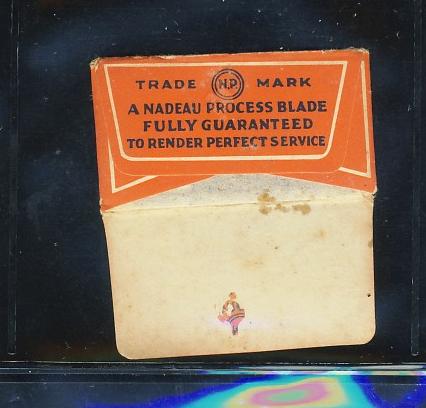 TRADE N.P. MARK
A NADEAU PROCESS BLADE
FULLY GUARANTEED
TO RENDER PERFECT SERVICE